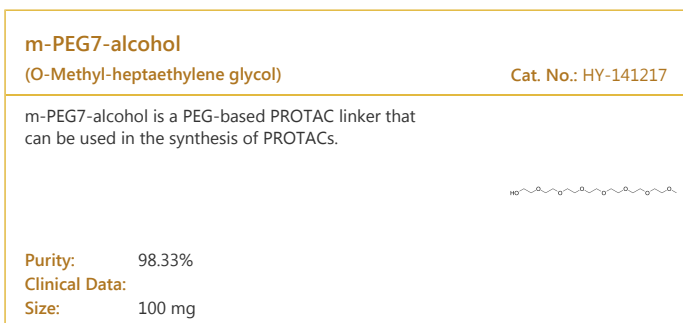 m-PEG7-alcohol
(O-Methyl-heptaethylene glycol) Cat. No.: HY-141217
m-PEG7-alcohol is a PEG-based PROTAC linker that
can be used in the synthesis of PROTACs.
HO O O O O O O O
Purity: 98.33%
Clinical Data:
Size: 100 mg